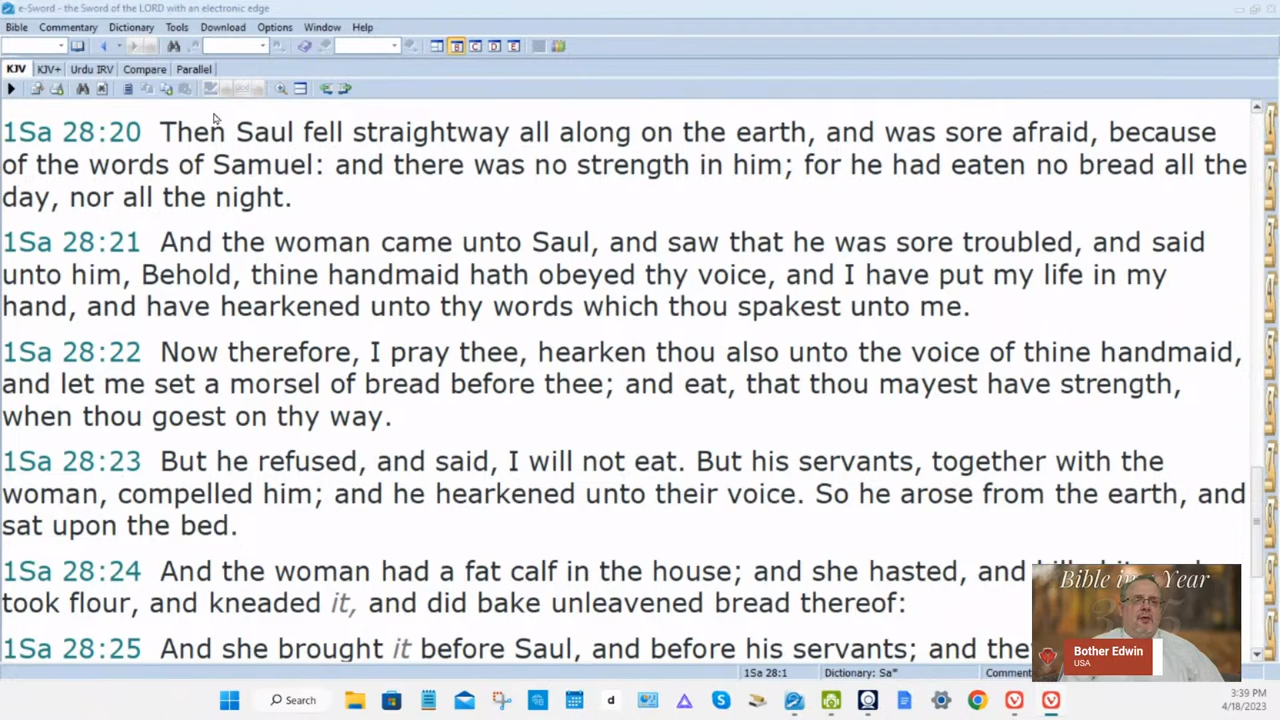 e-Sword - the Sword of the LORD with an electronic edge
Bible Commentary Dictionary Tools Download Options Window Help
KJV KJV+ Urdu IRV Compare Parallel
1Sa 28:20 Then Saul fell straightway all along on the earth, and was sore afraid, because
of the words of Samuel: and there was no strength in him; for he had eaten no bread all the
day, nor all the night.
1Sa 28:21 And the woman came unto Saul, and saw that he was sore troubled, and said
unto him, Behold, thine handmaid hath obeyed thy voice, and I have put my life in my
hand, and have hearkened unto thy words which thou spakest unto me.
1Sa 28:22 Now therefore, I pray thee, hearken thou also unto the voice of thine handmaid,
and let me set a morsel of bread before thee; and eat, that thou mayest have strength,
when thou goest on thy way.
1Sa 28:23 But he refused, and said, I will not eat. But his servants, together with the
woman, compelled him; and he hearkened unto their voice. So he arose from the earth, and
sat upon the bed.
1Sa 28:24 And the woman had a fat calf in the house; and she hasted, and
took flour, and kneaded it, and did bake unleavened bread thereof:
1Sa 28:25 And she brought it before Saul, and before his servants; and
Bible in a Year
Bother Edwin
USA
1Sa 28:1 Dictionary: Sa*
Search
3:39 PM
4/18/2023